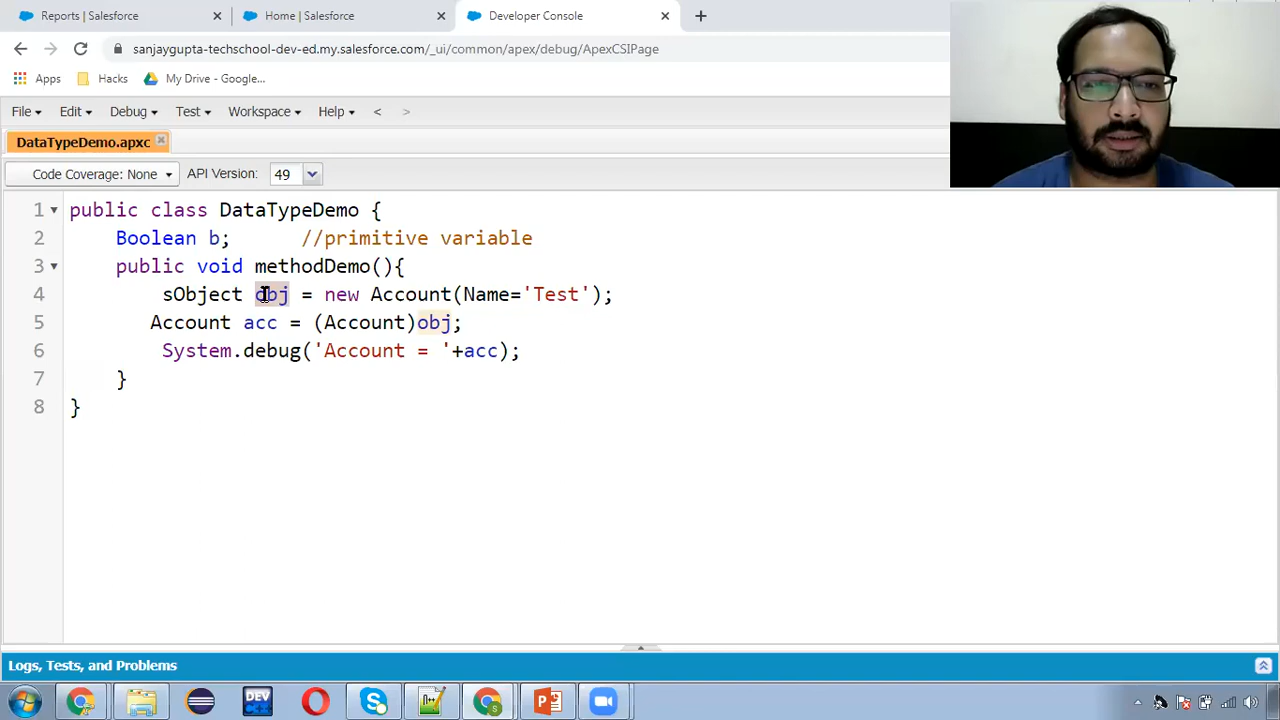 Reports | Salesforce
Home | Salesforce
Developer Console
sanjaygupta-techschool-dev-ed.my.salesforce.com/_ui/common/apex/debug/ApexCSIPage
Apps Hacks My Drive - Google...
File Edit Debug Test Workspace Help < >
DataTypeDemo.apxc
Code Coverage: None API Version: 49
1 public class DataTypeDemo {
2 Boolean b; //primitive variable
3 public void methodDemo(){
4 sObject obj = new Account(Name='Test');
5 Account acc = (Account)obj;
6 System.debug('Account = '+acc);
7 }
8 }
Logs, Tests, and Problems